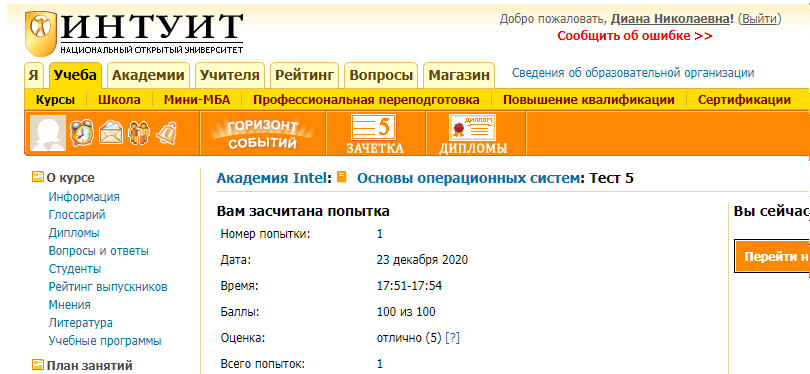 ИНТУИТ
НАЦИОНАЛЬНЫЙ ОТКРЫТЫЙ УНИВЕРСИТЕТ
Добро пожаловать, Диана Николаевна! (Выйти)
Сообщить об ошибке >>
Я Учеба Академии Учителя Рейтинг Вопросы Магазин Сведения об образовательной организации
Курсы Школа Мини-МБА Профессиональная переподготовка Повышение квалификации Сертификации
ГОРИЗОНТ
СОБЫТИЙ
5
ЗАЧЕТКА
ДИПЛОМ
ДИПЛОМЫ
О курсе
Информация
Глоссарий
Дипломы
Вопросы и ответы
Студенты
Рейтинг выпускников
Мнения
Литература
Учебные программы
План занятий
Академия Intel: Основы операционных систем: Тест 5
Вам засчитана попытка
Номер попытки: 1
Дата: 23 декабря 2020
Время: 17:51-17:54
Баллы: 100 из 100
Оценка: отлично (5) [?]
Всего попыток: 1
Вы сейчас
Перейти н